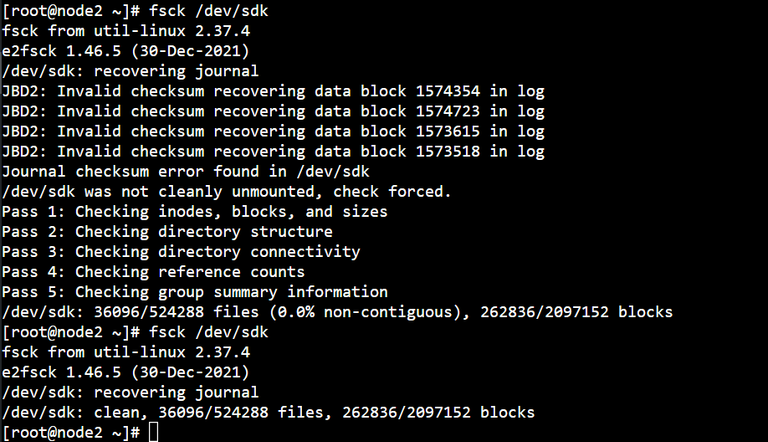 [root@node2 ~]# fsck /dev/sdk
fsck from util-linux 2.37.4
e2fsck 1.46.5 (30-Dec-2021)
/dev/sdk: recovering journal
JBD2: Invalid checksum recovering data block 1574354 in log
JBD2: Invalid checksum recovering data block 1574723 in log
JBD2: Invalid checksum recovering data block 1573615 in log
JBD2: Invalid checksum recovering data block 1573518 in log
Journal checksum error found in /dev/sdk
/dev/sdk was not cleanly unmounted, check forced.
Pass 1: Checking inodes, blocks, and sizes
Pass 2: Checking directory structure
Pass 3: Checking directory connectivity
Pass 4: Checking reference counts
Pass 5: Checking group summary information
/dev/sdk: 36096/524288 files (0.0% non-contiguous), 262836/2097152 blocks
[root@node2 ~]# fsck /dev/sdk
fsck from util-linux 2.37.4
e2fsck 1.46.5 (30-Dec-2021)
/dev/sdk: recovering journal
/dev/sdk: clean, 36096/524288 files, 262836/2097152 blocks
[root@node2 ~]#